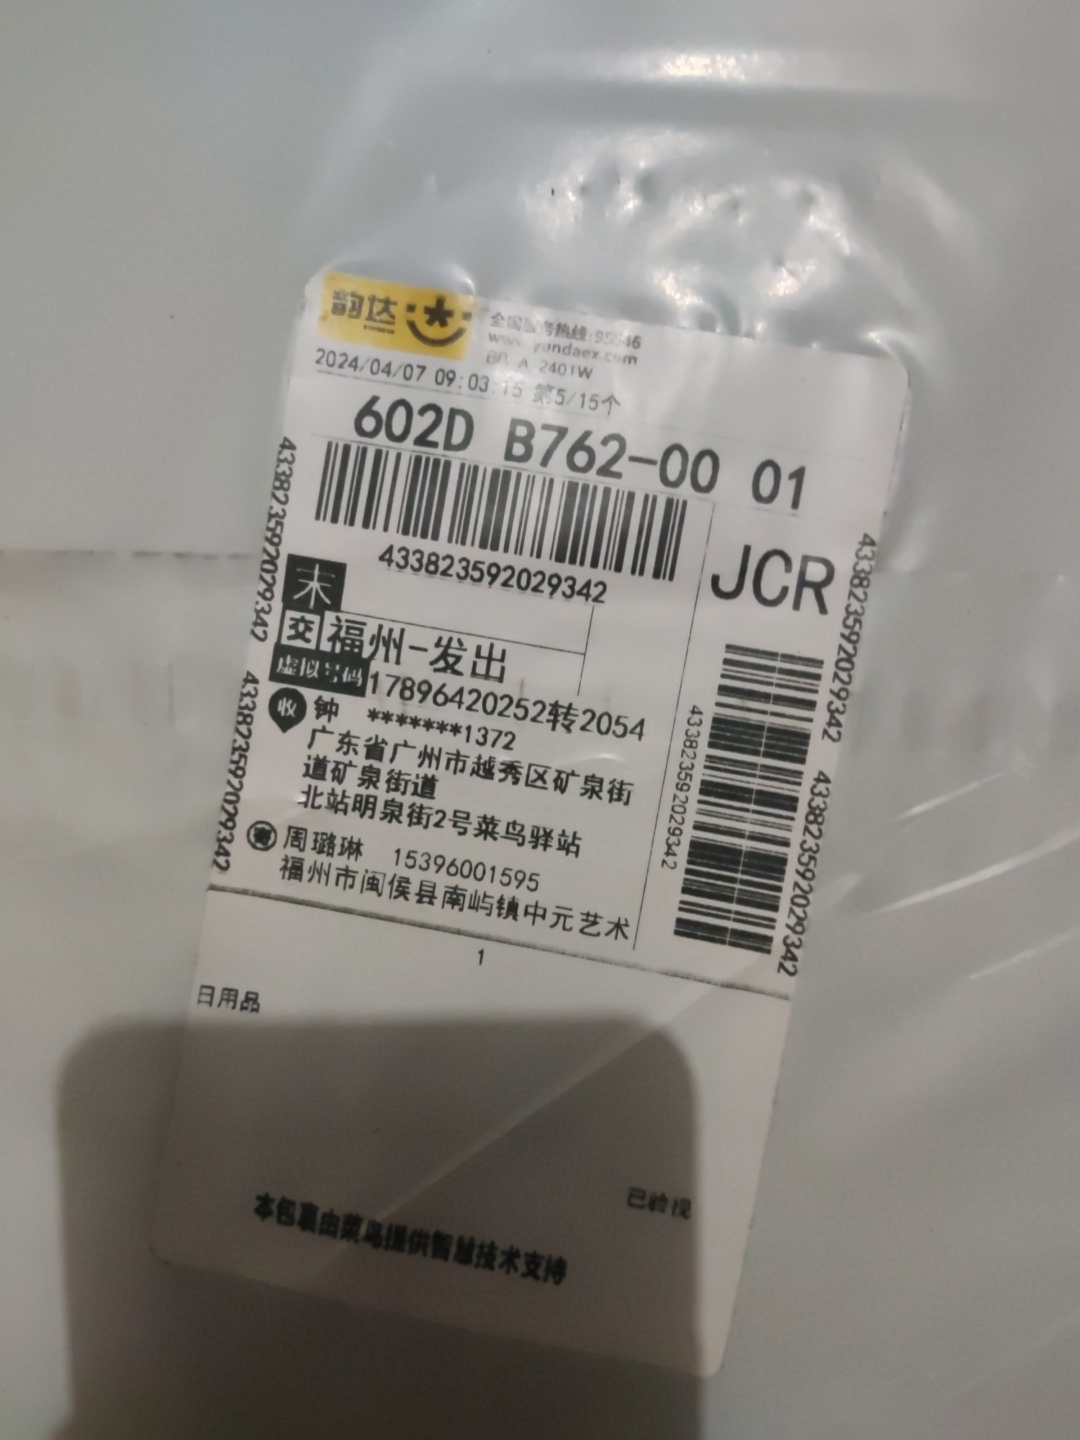 韵达
EXPRESS
全国服务热线:95546
www.yundaex.com
BR_A_2401W
2024/04/07 09:03:15 第5/15个
602D B762-00 01
433823592029342
JCR
末
交 福州-发出
虚拟号码 17896420252转2054
收 钟 *******1372
广东省广州市越秀区矿泉街
道矿泉街道
北站明泉街2号菜鸟驿站
寄 周璐琳 15396001595
福州市闽侯县南屿镇中元艺术
433823592029342
433823592029342
433823592029342
433823592029342
433823592029342
1
日用品
已验视
本包裹由菜鸟提供智慧技术支持